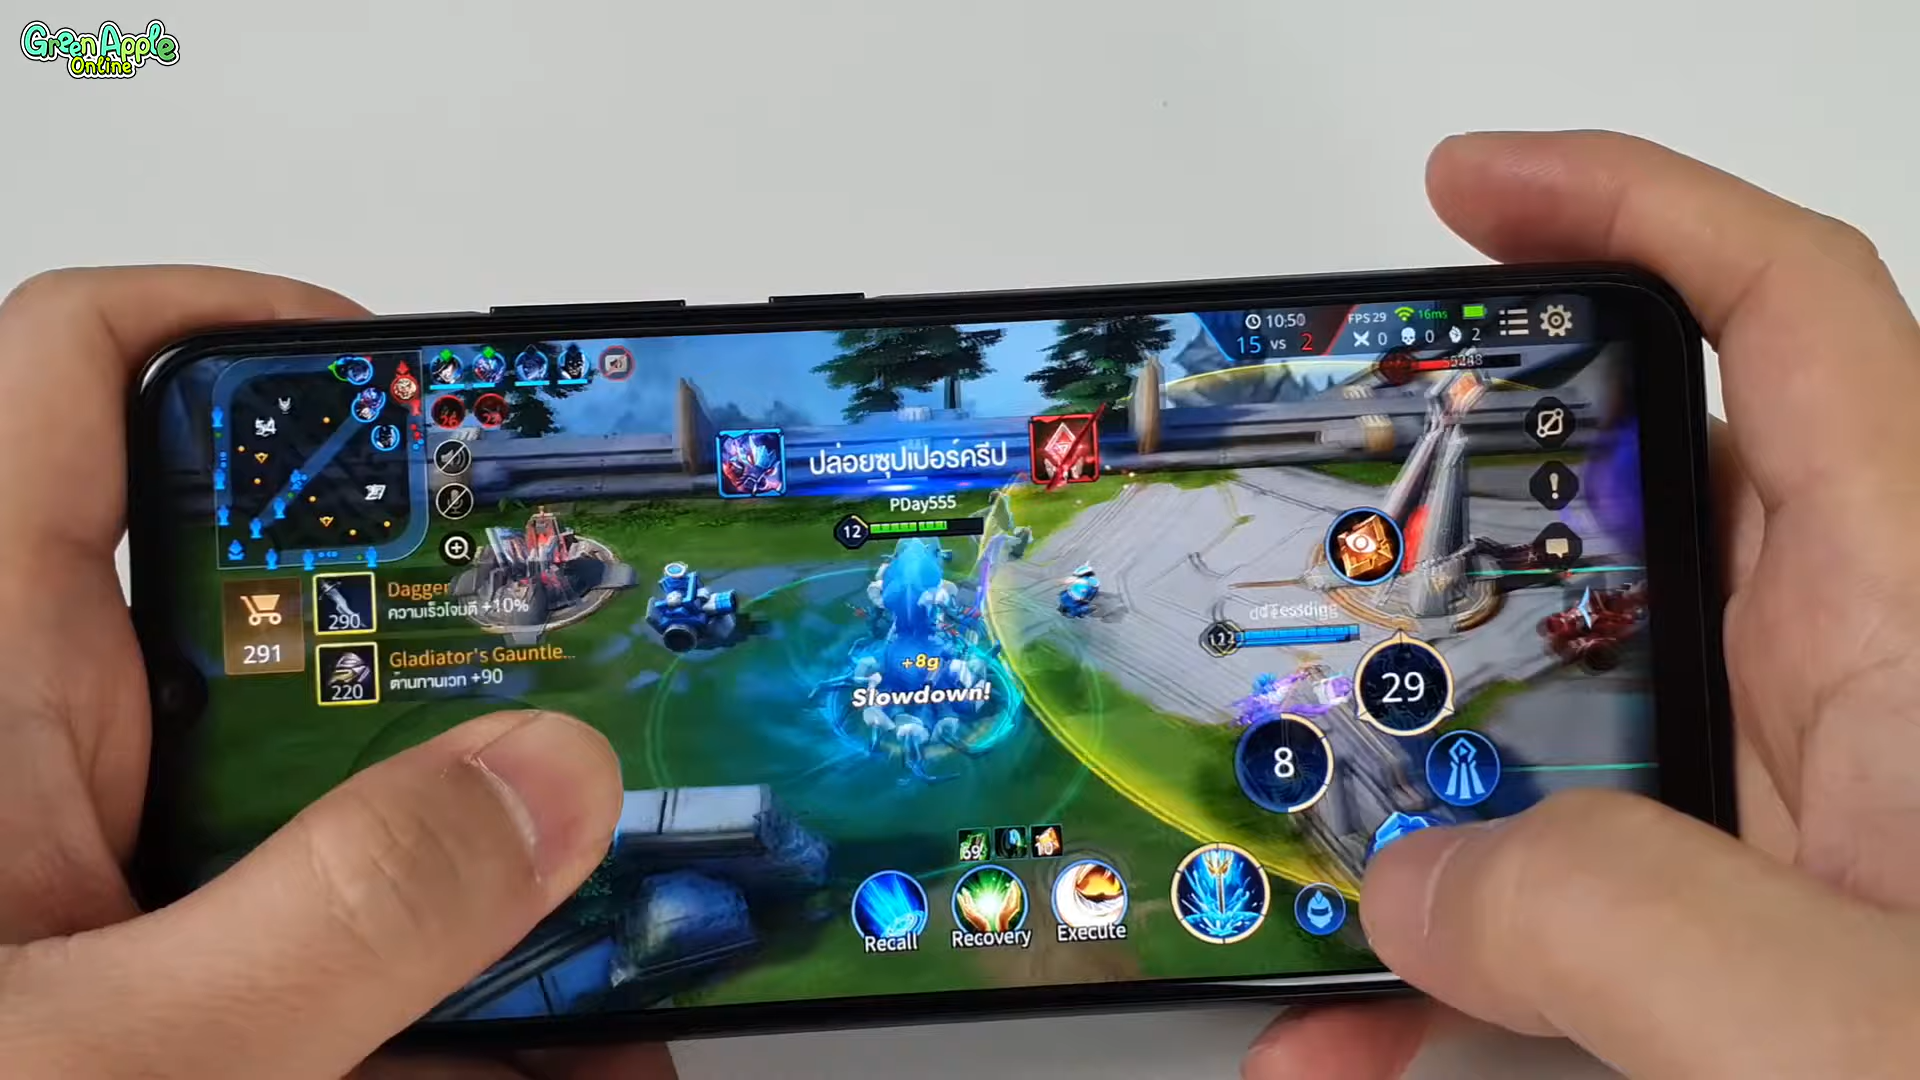 Green Apple
Online
10:50
FPS 29
16ms
15 vs 2
0
0
2
ปล่อยซุปเปอร์ครีป
PDay555
12
Dagger
ความเร็วโจมตี +10%
290
291
Gladiator's Gauntle...
ต้านทานเวท +90
220
+8g
Slowdown!
29
8
69
10
Recall
Recovery
Execute